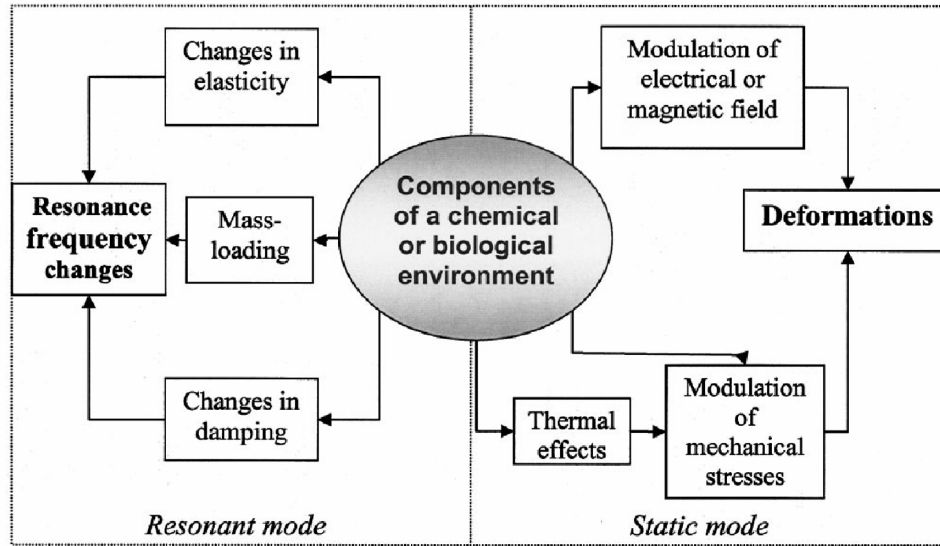 Changes in
elasticity
Modulation of
electrical or
magnetic field
Components
of a chemical
or biological
environment
Resonance
frequency
changes
Mass-
loading
Deformations
Changes in
damping
Thermal
effects
Modulation
of
mechanical
stresses
Resonant mode
Static mode